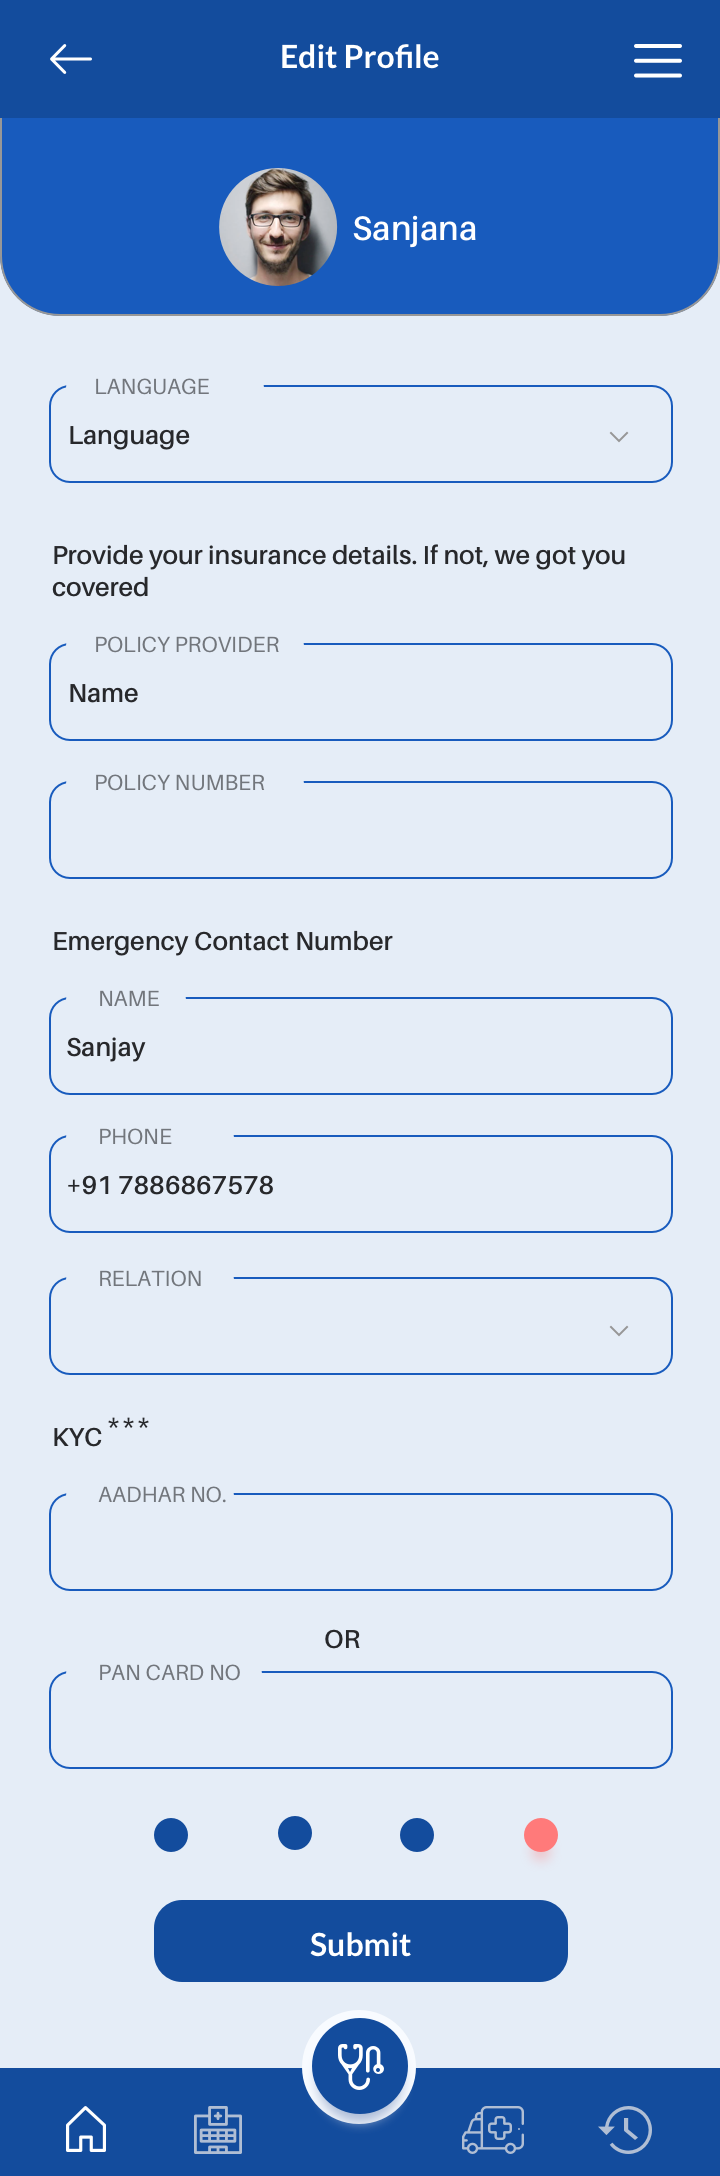 Edit Profile
Sanjana
LANGUAGE
Language
Provide your insurance details. If not, we got you
covered
POLICY PROVIDER
Name
POLICY NUMBER
Emergency Contact Number
NAME
Sanjay
PHONE
+91 7886867578
RELATION
KYC ***
AADHAR NO.
OR
PAN CARD NO
Submit